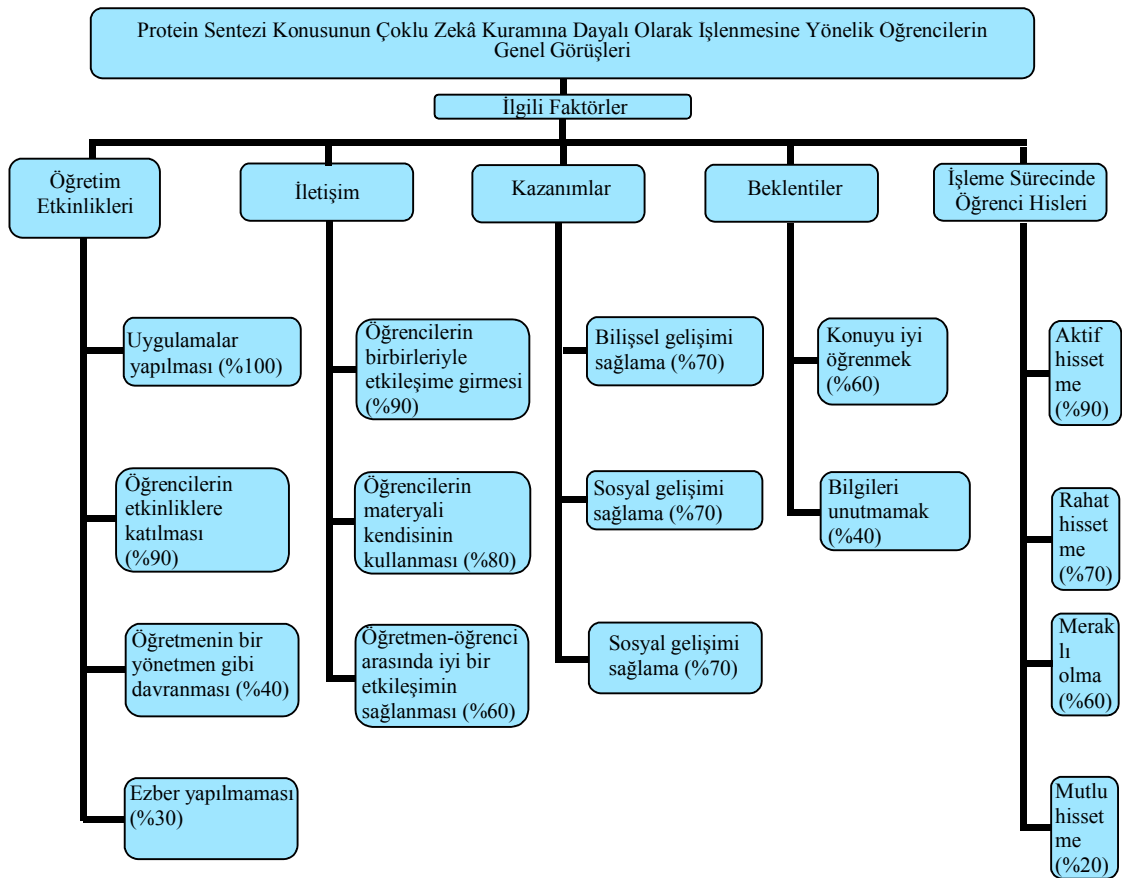 Protein Sentezi Konusunun Çoklu Zekâ Kuramına Dayalı Olarak Işlenmesine Yönelik Oğrencilerin
Genel Görüşleri
İlgili Faktörler
Öğretim
Etkinlikleri
İletişim
Kazanımlar
Beklentiler
İşleme Sürecinde
Öğrenci Hisleri
Uygulamalar
yapılması (%100)
Öğrencilerin
etkinliklere
katılması
(%90)
Öğretmenin bir
yönetmen gibi
davranması (%40)
Ezber yapılmaması
(%30)
Öğrencilerin
birbirleriyle
etkileşime girmesi
(%90)
Öğrencilerin
materyali
kendisinin
kullanması (%80)
Öğretmen-öğrenci
arasında iyi bir
etkileşimin
sağlanması (%60)
Bilişsel gelişimi
sağlama (%70)
Sosyal gelişimi
sağlama (%70)
Sosyal gelişimi
sağlama (%70)
Konuyu iyi
öğrenmek
(%60)
Bilgileri
unutmamak
(%40)
Aktif
hisset
me
(%90)
Rahat
hisset
me
(%70)
Merak
lı
olma
(%60)
Mutlu
hisset
me
(%20)